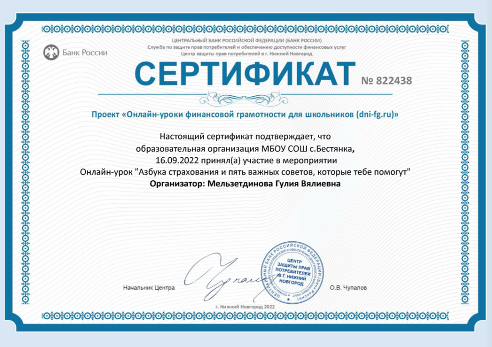 Банк России
ЦЕНТРАЛЬНЫЙ БАНК РОССИЙСКОЙ ФЕДЕРАЦИИ (БАНК РОССИИ)
Служба по защите прав потребителей и обеспечению доступности финансовых услуг
Центр защиты прав потребителей в г. Нижний Новгород
СЕРТИФИКАТ № 822438
Проект «Онлайн-уроки финансовой грамотности для школьников (dni-fg.ru)»
Настоящий сертификат подтверждает, что
образовательная организация МБОУ СОШ с.Бестянка,
16.09.2022 принял(а) участие в мероприятии
Онлайн-урок "Азбука страхования и пять важных советов, которые тебе помогут"
Организатор: Мельзетдинова Гулия Вялиевна
ЦЕНТР
ЗАЩИТЫ ПРАВ
ПОТРЕБИТЕЛЕЙ
В Г. НИЖНИЙ
НОВГОРОД
Начальник Центра
О.В. Чупалов
г. Нижний Новгород 2022